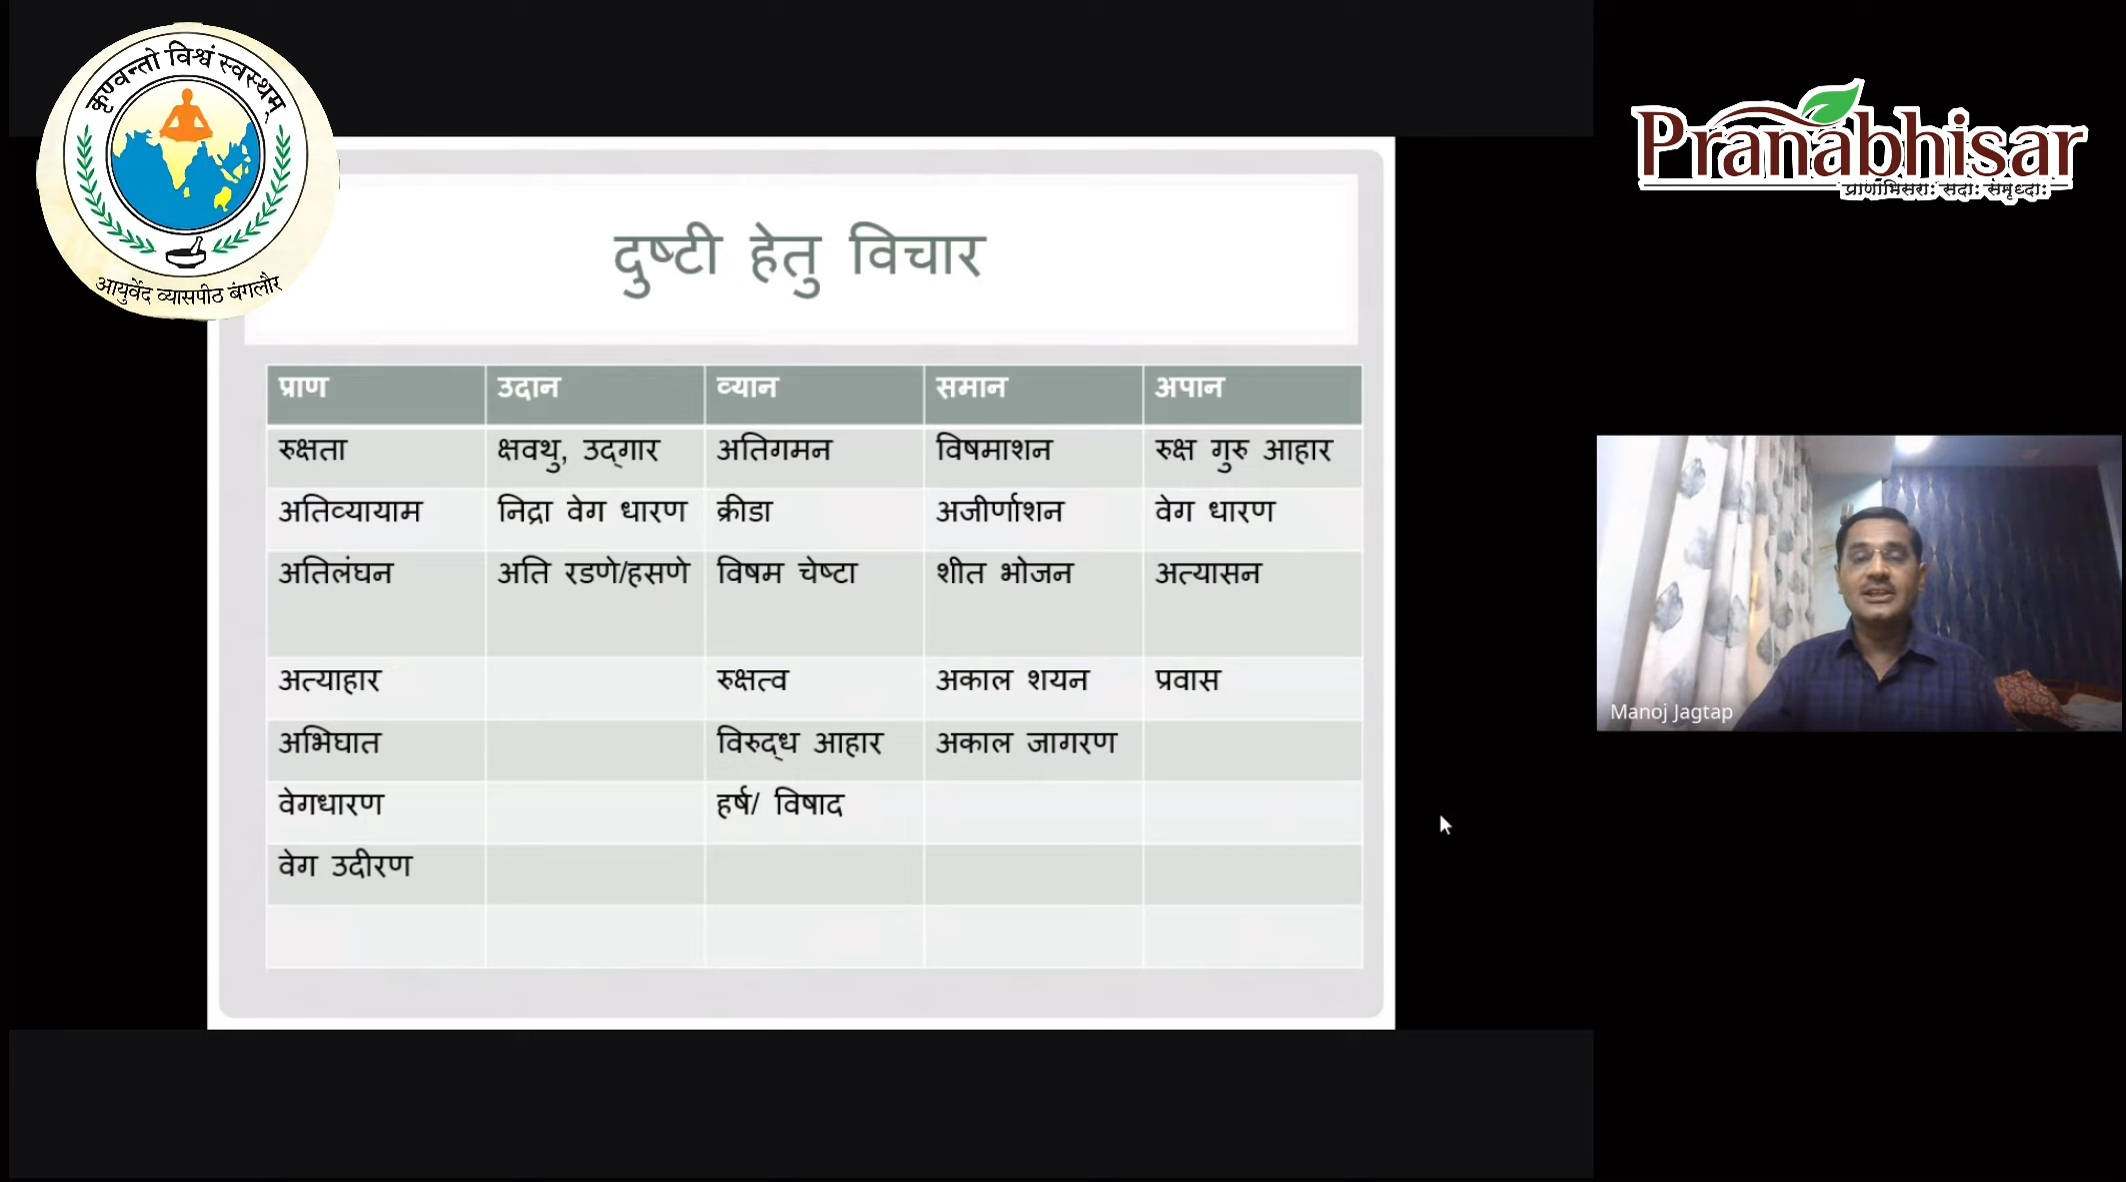 कृण्वन्तो विश्वं स्वस्थम्
आयुर्वेद व्यासपीठ बंगलौर
Pranabhisar
प्राणाभिसराः सदाः संमृध्दाः
दुष्टी हेतु विचार
प्राण उदान व्यान समान अपान
रुक्षता क्षवथु, उद्‌गार अतिगमन विषमाशन रुक्ष गुरु आहार
अतिव्यायाम निद्रा वेग धारण क्रीडा अजीर्णाशन वेग धारण
अतिलंघन अति रडणे/हसणे विषम चेष्टा शीत भोजन अत्यासन
अत्याहार रुक्षत्व अकाल शयन प्रवास
अभिघात विरुद्‌ध आहार अकाल जागरण
वेगधारण हर्ष/ विषाद
वेग उदीरण
Manoj Jagtap